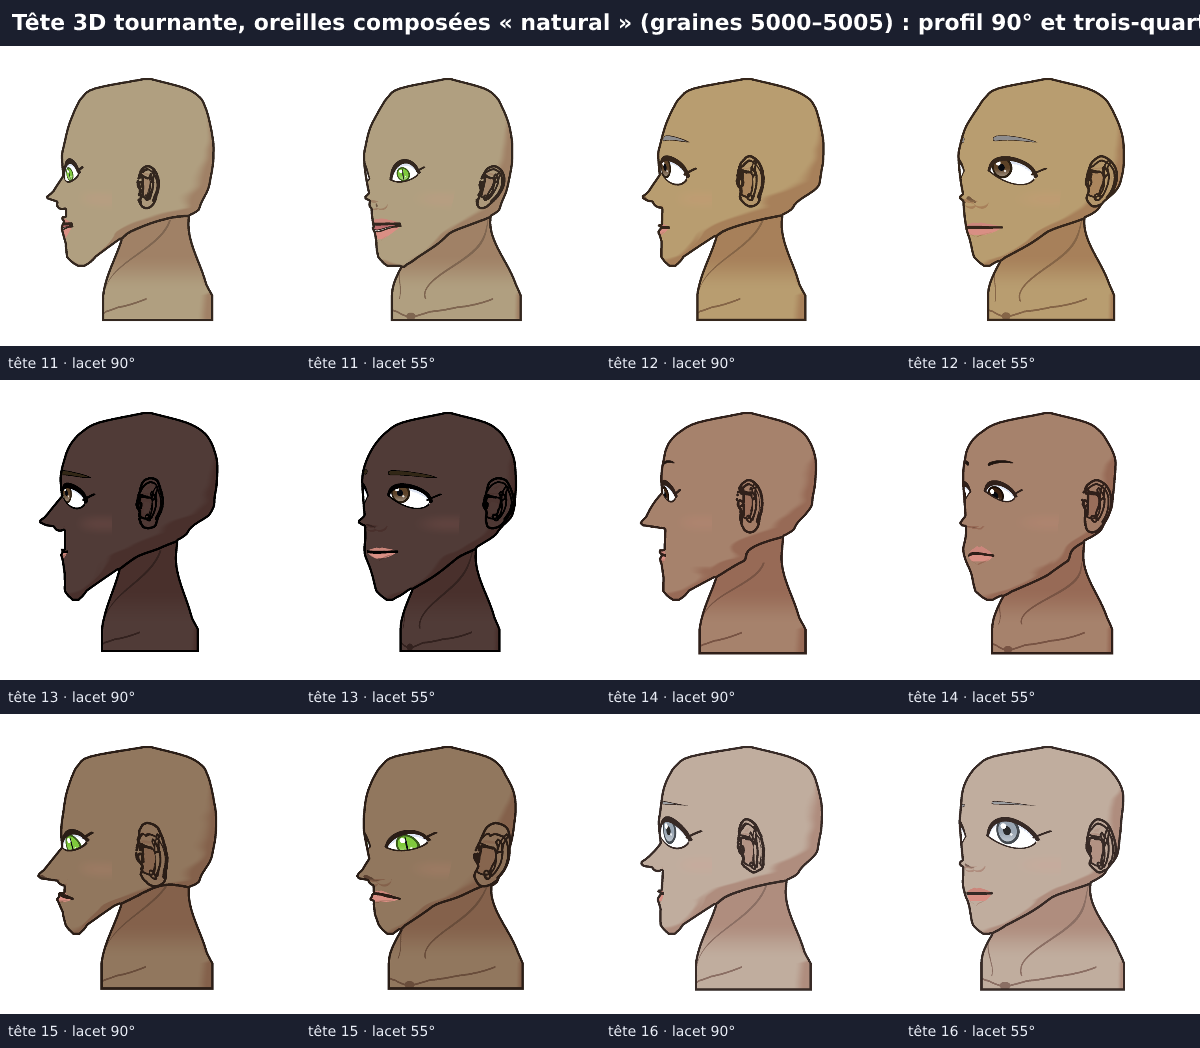 Tête 3D tournante, oreilles composées « natural » (graines 5000–5005) : profil 90° et
tête 11 · lacet 90°
tête 11 · lacet 55°
tête 12 · lacet 90°
tête 12 · lacet 55°
tête 13 · lacet 90°
tête 13 · lacet 55°
tête 14 · lacet 90°
tête 14 · lacet 55°
tête 15 · lacet 90°
tête 15 · lacet 55°
tête 16 · lacet 90°
tête 16 · lacet 55°